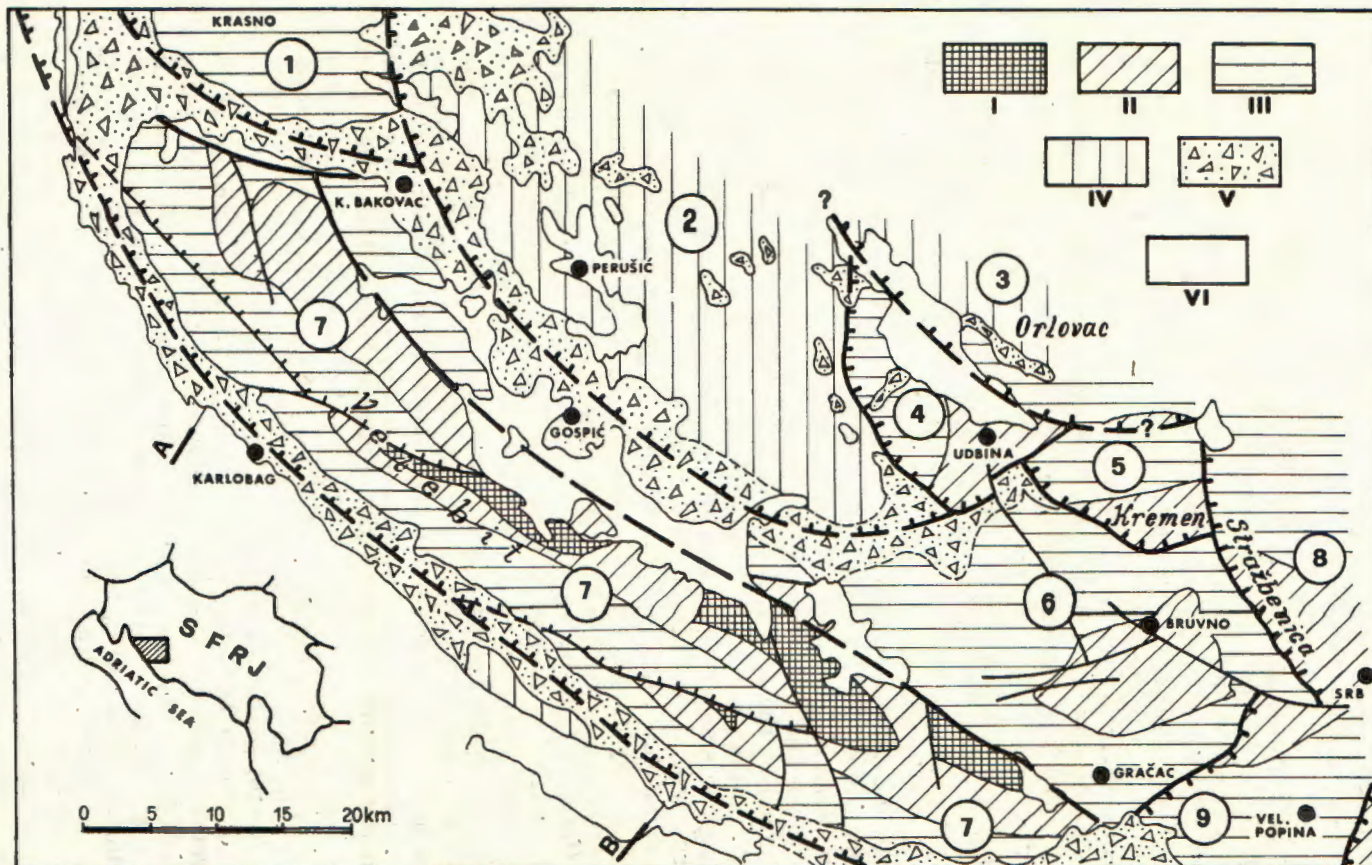 KRASNO
1
I
II
III
IV
V
VI
K. BAKOVAC
2
PERUŠIĆ
?
3
Orlovac
7
4
UDBINA
?
5
GOSPIĆ
Velebit
A
KARLOBAG
Kremen
Stražbenica
8
7
6
BRUVNO
SRB
SFRJ
ADRIATIC SEA
GRAČAC
0 5 10 15 20km
B
7
9
VEL.
POPINA